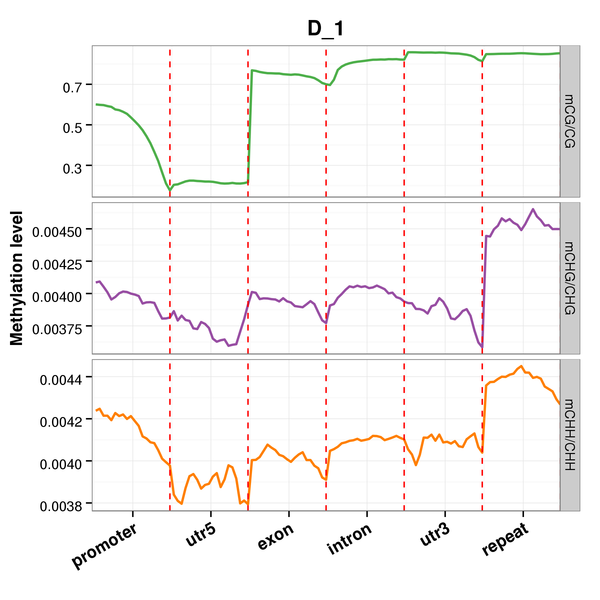 D_1
Methylation level
0.7
0.5
0.3
mCG/CG
0.00450
0.00425
0.00400
0.00375
mCHG/CHG
0.0044
0.0042
0.0040
0.0038
mCHH/CHH
promoter
utr5
exon
intron
utr3
repeat